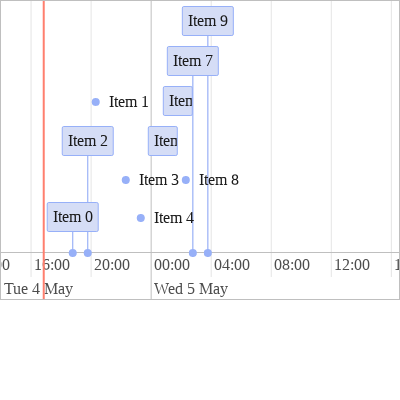 Item 9
Item 7
Item 1
Item 2
Item 3
Item 8
Item 0
Item 4
16:00
20:00
00:00
04:00
08:00
12:00
Tue 4 May
Wed 5 May